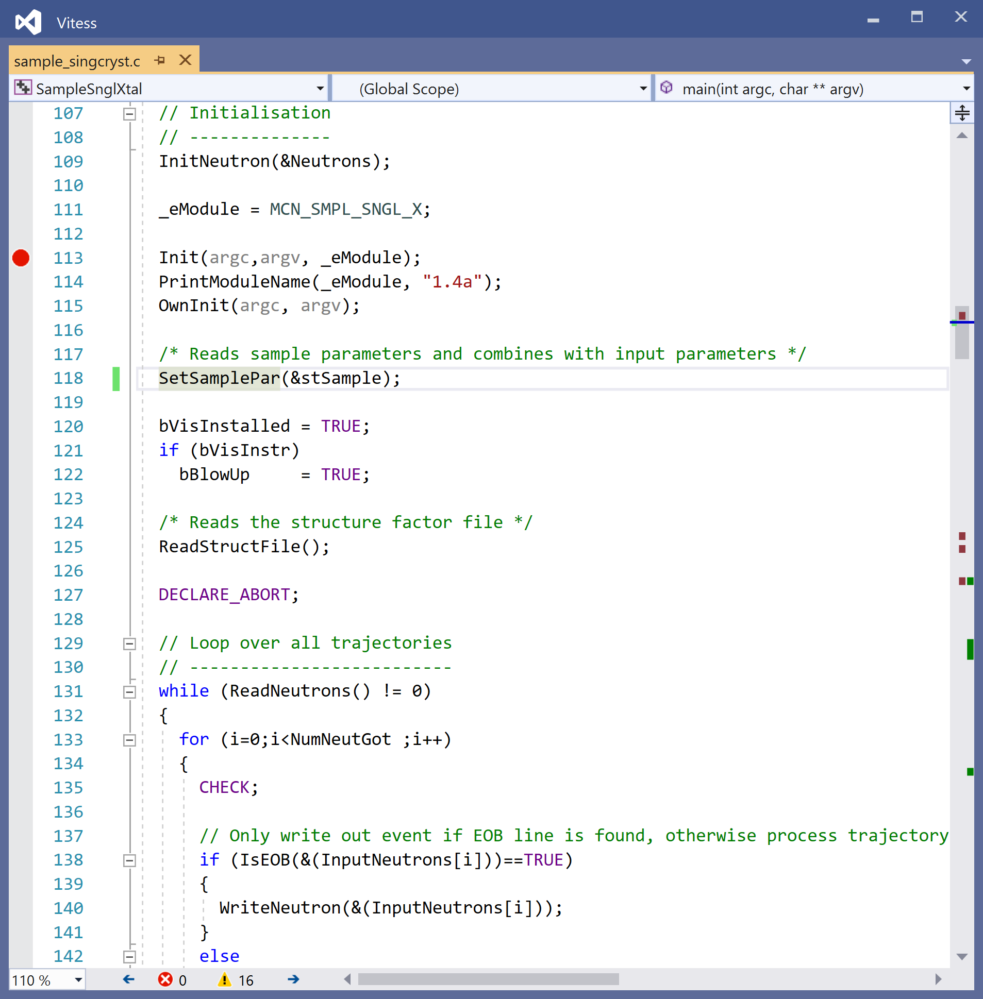 Vitess
sample_singcryst.c
SampleSnglXtal (Global Scope) main(int argc, char ** argv)
107 // Initialisation
108 // --------------
109 InitNeutron(&Neutrons);
110
111 _eModule = MCN_SMPL_SNGL_X;
112
113 Init(argc,argv, _eModule);
114 PrintModuleName(_eModule, "1.4a");
115 OwnInit(argc, argv);
116
117 /* Reads sample parameters and combines with input parameters */
118 SetSamplePar(&stSample);
119
120 bVisInstalled = TRUE;
121 if (bVisInstr)
122   bBlowUp     = TRUE;
123
124 /* Reads the structure factor file */
125 ReadStructFile();
126
127 DECLARE_ABORT;
128
129 // Loop over all trajectories
130 // --------------------------
131 while (ReadNeutrons() != 0)
132 {
133   for (i=0;i<NumNeutGot ;i++)
134   {
135     CHECK;
136
137     // Only write out event if EOB line is found, otherwise process trajectory
138     if (IsEOB(&(InputNeutrons[i]))==TRUE)
139     {
140       WriteNeutron(&(InputNeutrons[i]));
141     }
142     else
110 % 0 16